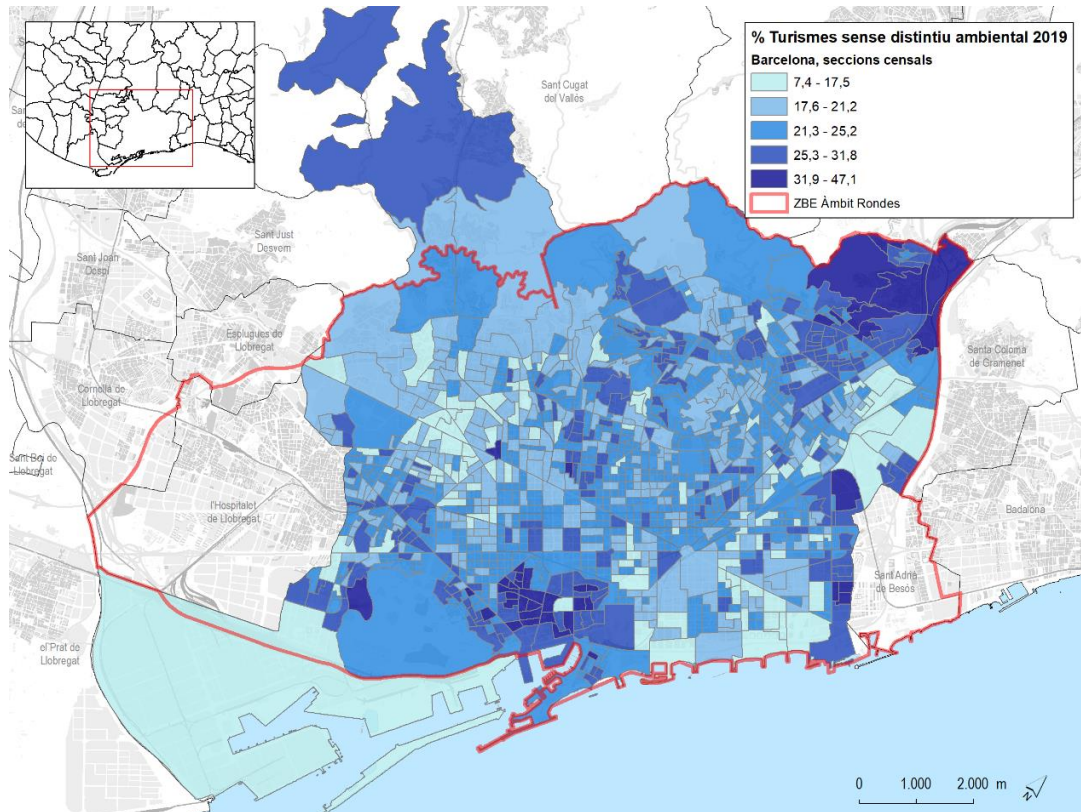 % Turismes sense distintiu ambiental 2019
Barcelona, seccions censals
7,4 - 17,5
17,6 - 21,2
21,3 - 25,2
25,3 - 31,8
31,9 - 47,1
ZBE Àmbit Rondes
Sant Cugat
del Vallés
Sant Just
Desvern
Sant Joan
Despí
Esplugues de
Llobregat
Cornellà de
Llobregat
Santa Coloma
de Gramenet
Sant Boi de
Llobregat
l'Hospitalet
de Llobregat
Badalona
Sant Adrià
de Besòs
el Prat de
Llobregat
0 1.000 2.000 m
N